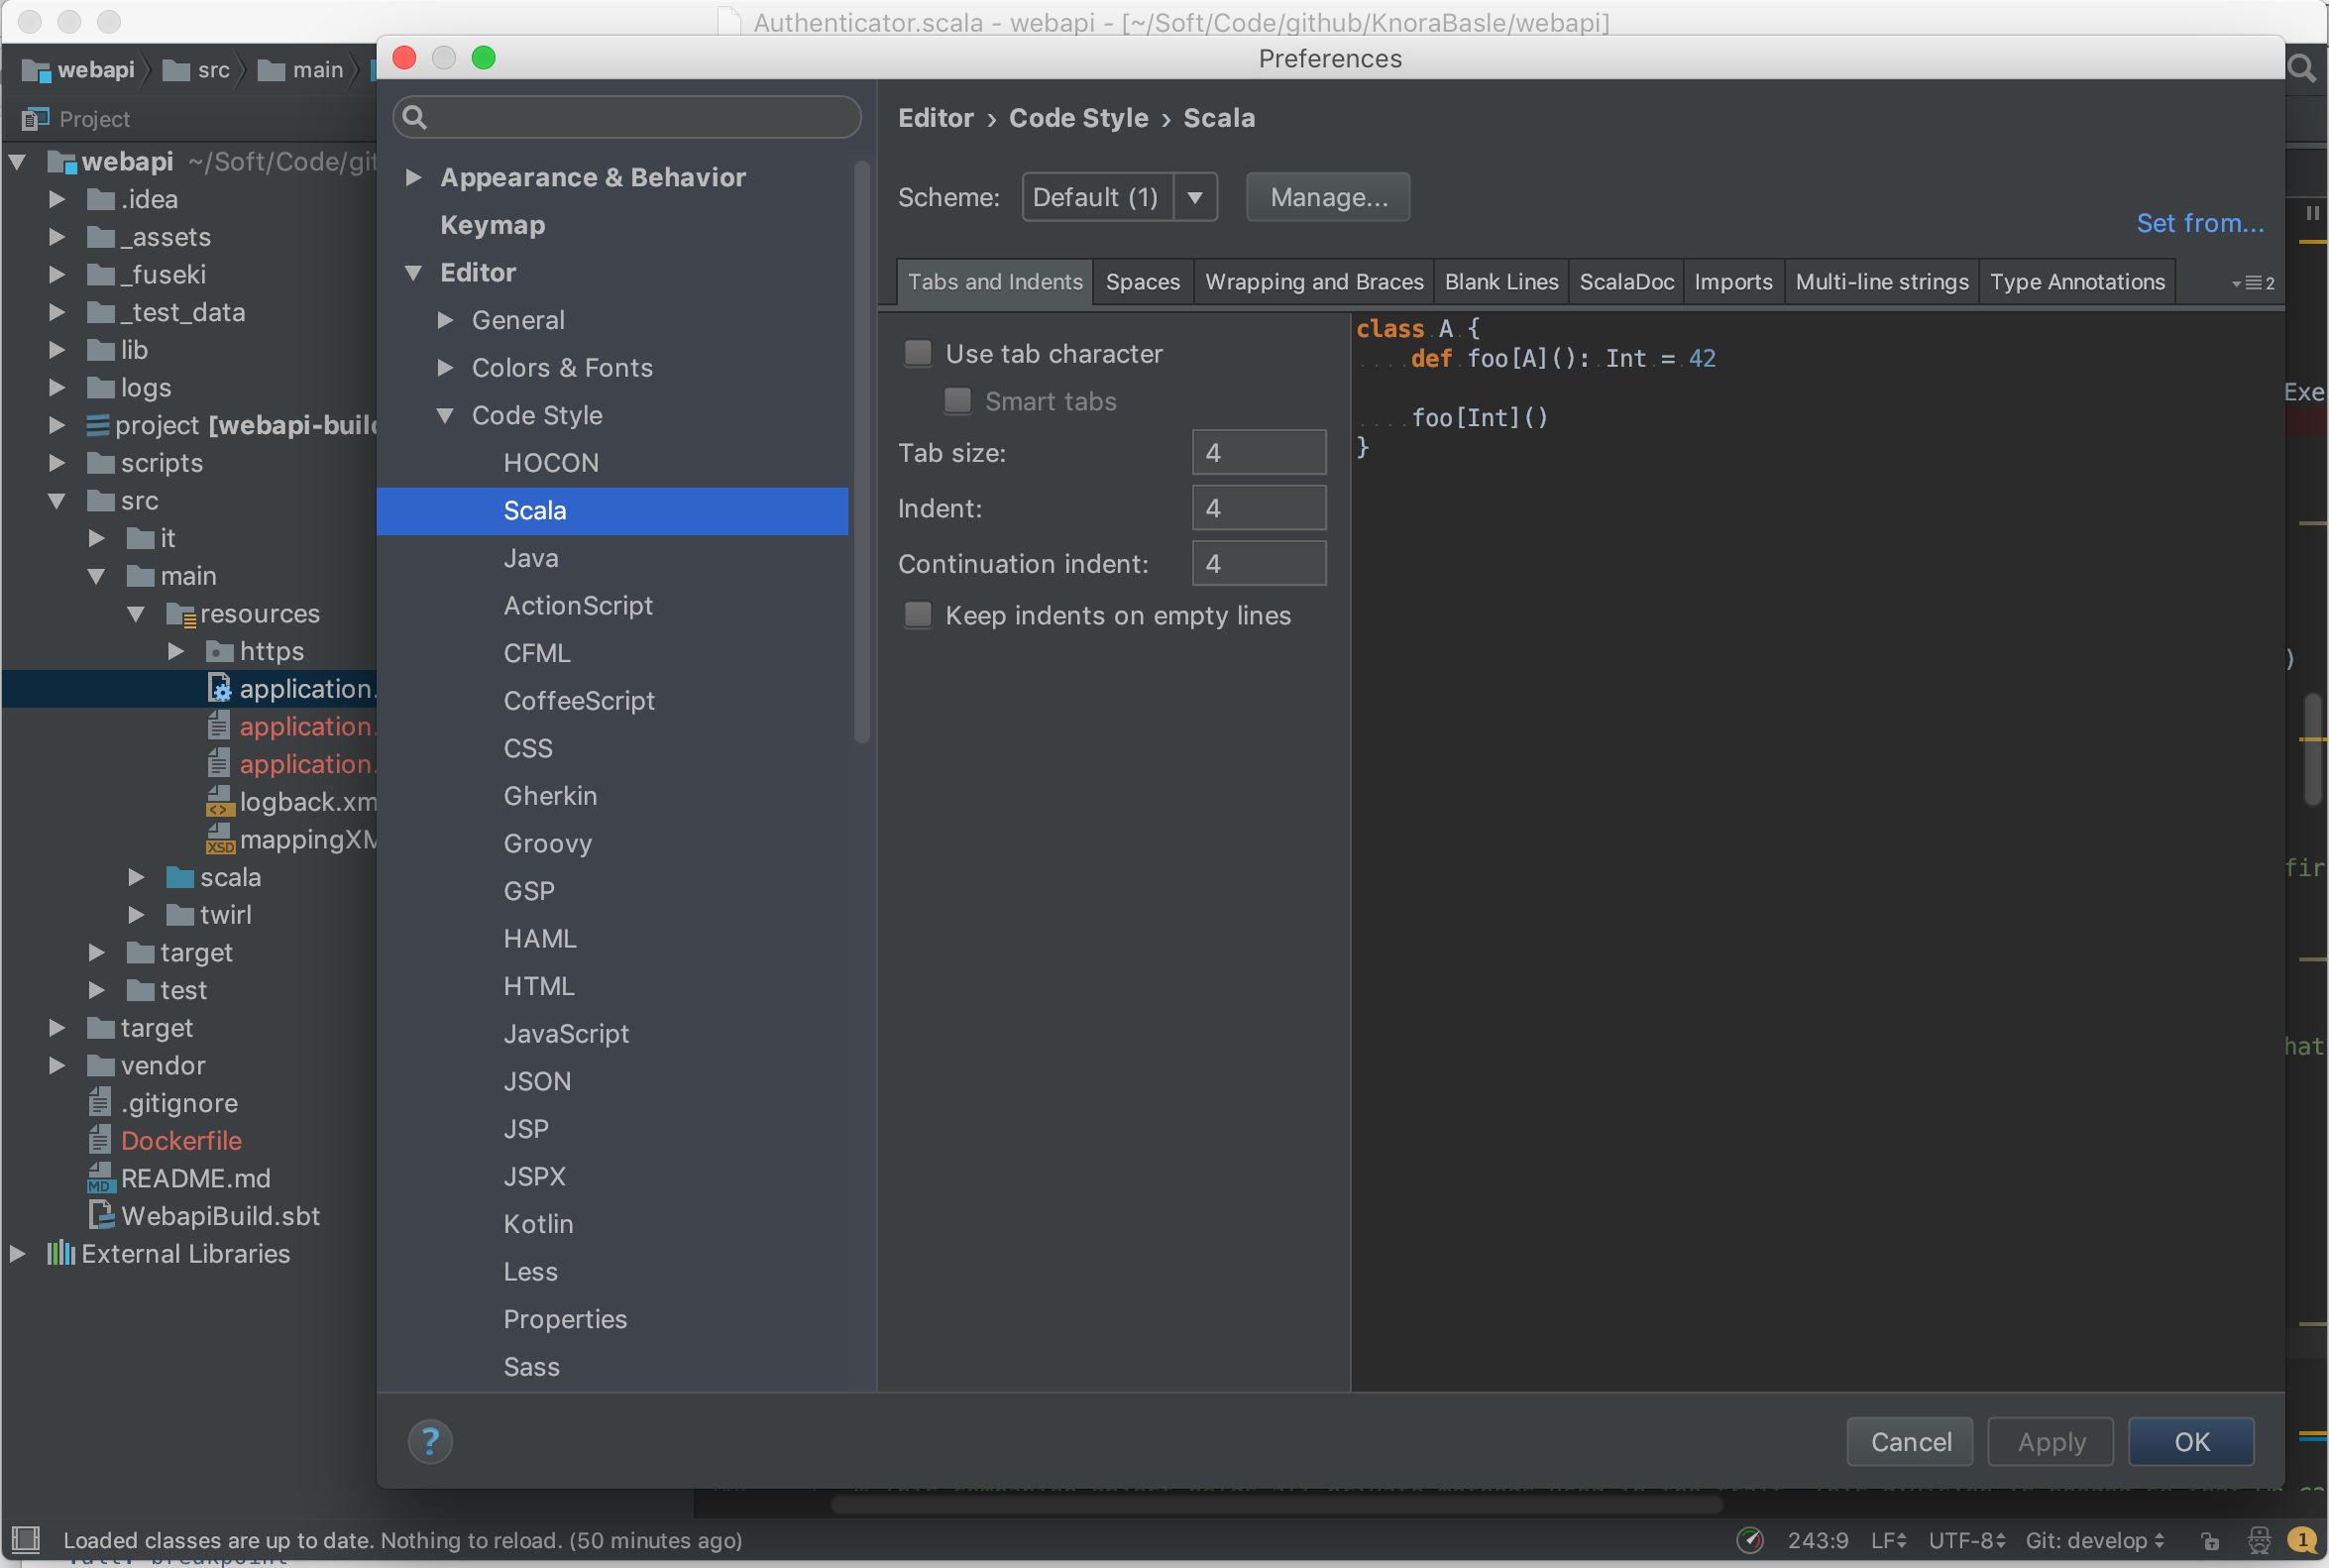 Authenticator.scala - webapi - [~/Soft/Code/github/KnoraBasle/webapi]
webapi src main
Project
webapi ~/Soft/Code/git
.idea
_assets
_fuseki
_test_data
lib
logs
project [webapi-build
scripts
src
it
main
resources
https
application.
application.
application.
logback.xm
mappingXM
scala
twirl
target
test
target
vendor
.gitignore
Dockerfile
README.md
WebapiBuild.sbt
External Libraries
Preferences
Appearance & Behavior
Keymap
Editor
General
Colors & Fonts
Code Style
HOCON
Scala
Java
ActionScript
CFML
CoffeeScript
CSS
Gherkin
Groovy
GSP
HAML
HTML
JavaScript
JSON
JSP
JSPX
Kotlin
Less
Properties
Sass
Editor › Code Style › Scala
Scheme: Default (1) Manage...
Set from...
Tabs and Indents Spaces Wrapping and Braces Blank Lines ScalaDoc Imports Multi-line strings Type Annotations 2
Use tab character
Smart tabs
Tab size: 4
Indent: 4
Continuation indent: 4
Keep indents on empty lines
class A {
def foo[A](): Int = 42
foo[Int]()
}
Exe
)
fir
hat
? Cancel Apply OK
Loaded classes are up to date. Nothing to reload. (50 minutes ago) 243:9 LF UTF-8 Git: develop 1